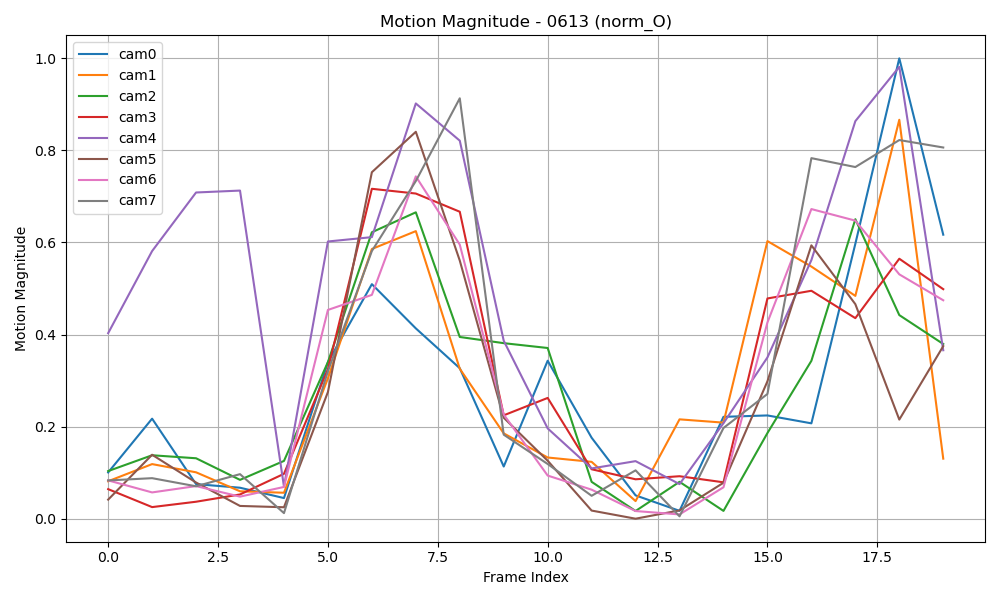 Motion Magnitude - 0613 (norm_O)
cam0
cam1
cam2
cam3
cam4
cam5
cam6
cam7
Motion Magnitude
1.0
0.8
0.6
0.4
0.2
0.0
0.0 2.5 5.0 7.5 10.0 12.5 15.0 17.5
Frame Index